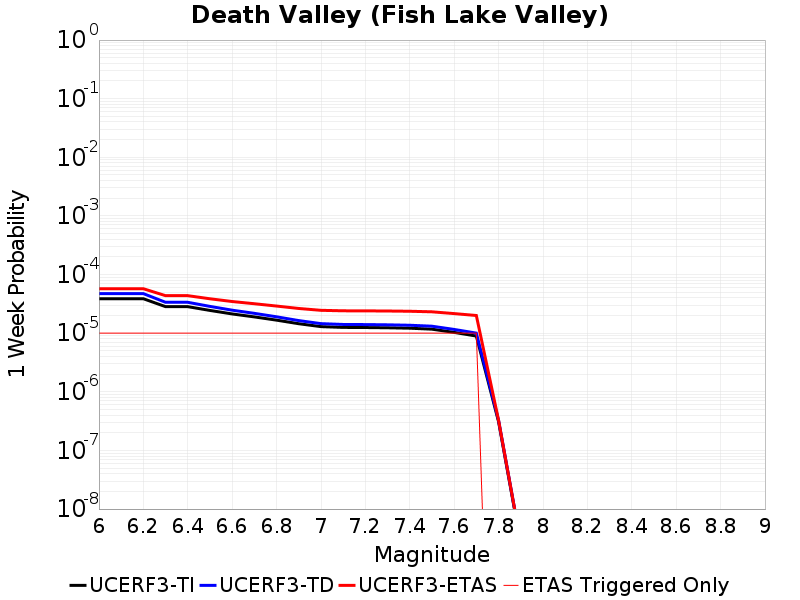 Death Valley (Fish Lake Valley)
10^0
10^-1
10^-2
10^-3
10^-4
10^-5
10^-6
10^-7
10^-8
1 Week Probability
6 6.2 6.4 6.6 6.8 7 7.2 7.4 7.6 7.8 8 8.2 8.4 8.6 8.8 9
Magnitude
UCERF3-TI UCERF3-TD UCERF3-ETAS ETAS Triggered Only